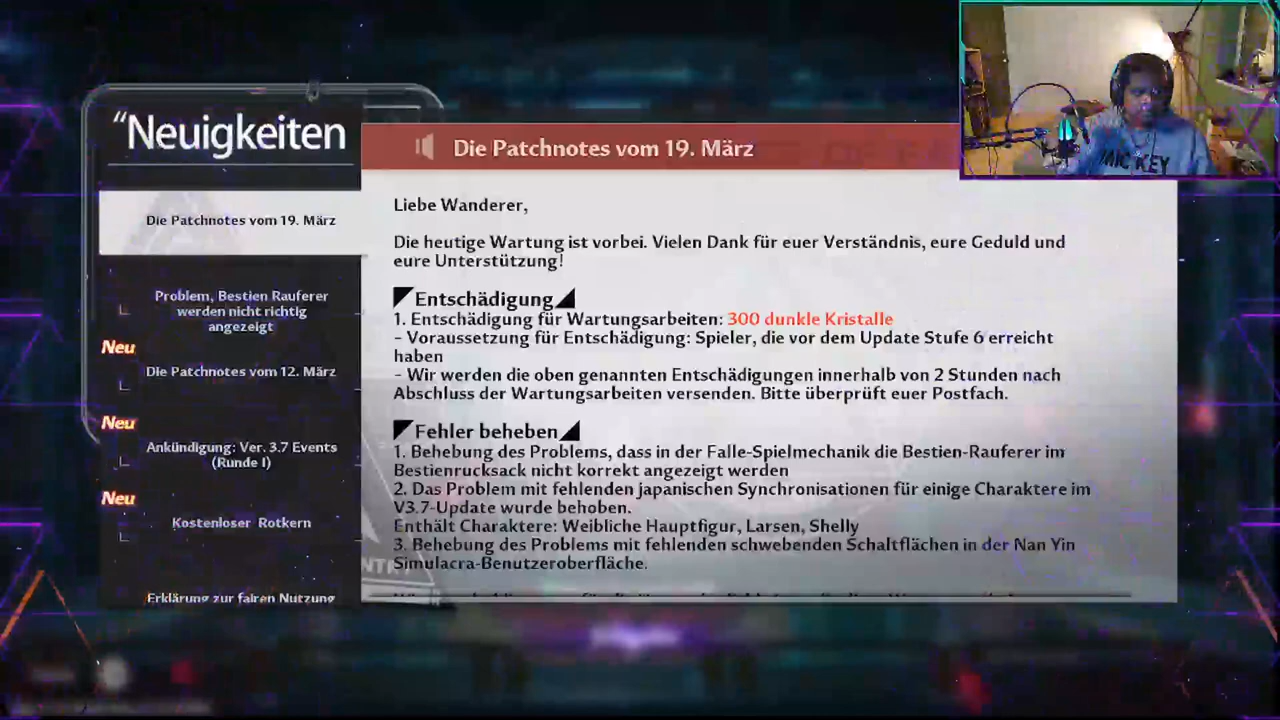 “Neuigkeiten
Die Patchnotes vom 19. März
Problem, Bestien Rauferer
werden nicht richtig
angezeigt
Neu
Die Patchnotes vom 12. März
Neu
Ankündigung: Ver. 3.7 Events
(Runde I)
Neu
Kostenloser Rotkern
Erklärung zur fairen Nutzung
Die Patchnotes vom 19. März
Liebe Wanderer,
Die heutige Wartung ist vorbei. Vielen Dank für euer Verständnis, eure Geduld und
eure Unterstützung!
Entschädigung
1. Entschädigung für Wartungsarbeiten: 300 dunkle Kristalle
- Voraussetzung für Entschädigung: Spieler, die vor dem Update Stufe 6 erreicht
haben
- Wir werden die oben genannten Entschädigungen innerhalb von 2 Stunden nach
Abschluss der Wartungsarbeiten versenden. Bitte überprüft euer Postfach.
Fehler beheben
1. Behebung des Problems, dass in der Falle-Spielmechanik die Bestien-Rauferer im
Bestienrucksack nicht korrekt angezeigt werden
2. Das Problem mit fehlenden japanischen Synchronisationen für einige Charaktere im
V3.7-Update wurde behoben.
Enthält Charaktere: Weibliche Hauptfigur, Larsen, Shelly
3. Behebung des Problems mit fehlenden schwebenden Schaltflächen in der Nan Yin
Simulacra-Benutzeroberfläche.
MICKEY